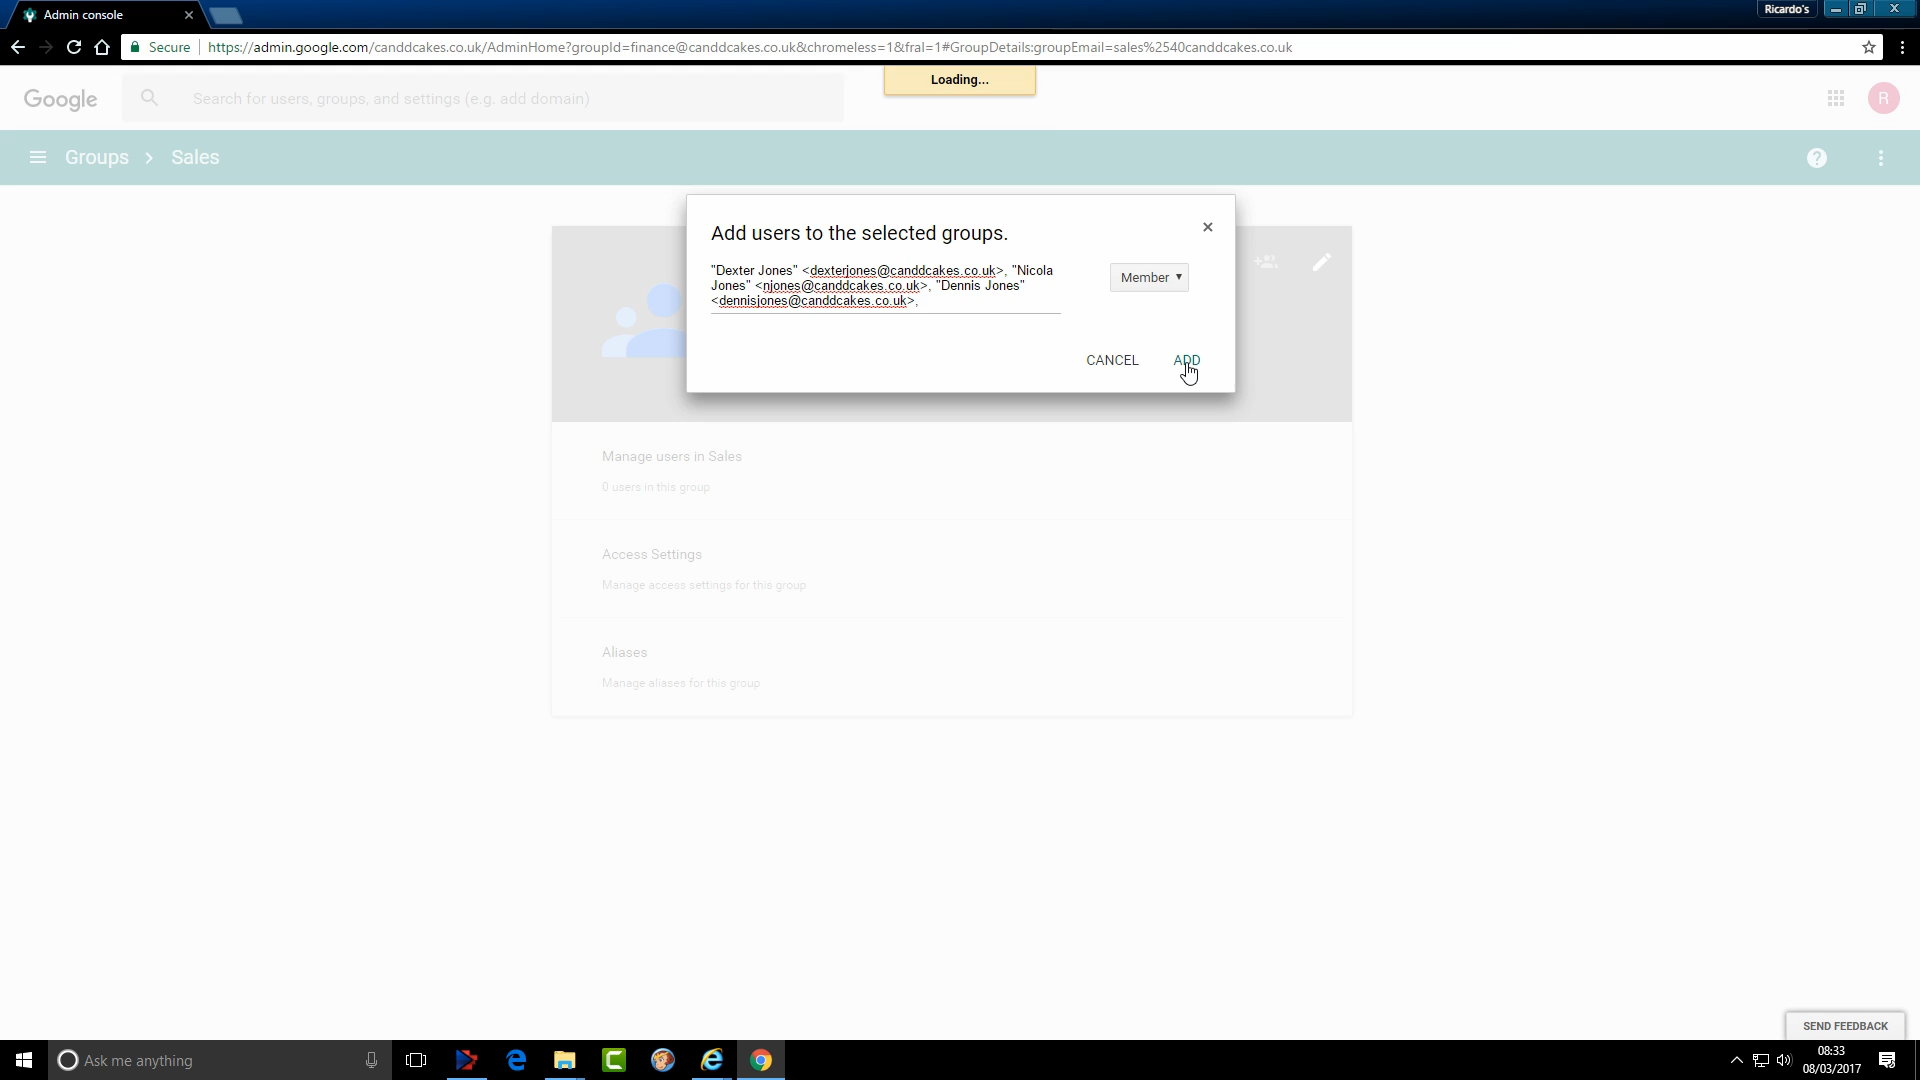 Admin console
Ricardo's
Secure
https://admin.google.com/canddcakes.co.uk/AdminHome?groupId=finance@canddcakes.co.uk&chromeless=1&fral=1#GroupDetails:groupEmail=sales%2540canddcakes.co.uk
Loading...
Google
Search for users, groups, and settings (e.g. add domain)
R
Groups > Sales
Add users to the selected groups.
"Dexter Jones" <dexterjones@canddcakes.co.uk>, "Nicola
Jones" <njones@canddcakes.co.uk>, "Dennis Jones"
<dennisjones@canddcakes.co.uk>,
Member
CANCEL
ADD
Manage users in Sales
0 users in this group
Access Settings
Manage access settings for this group
Aliases
Manage aliases for this group
SEND FEEDBACK
Ask me anything
08:33
08/03/2017